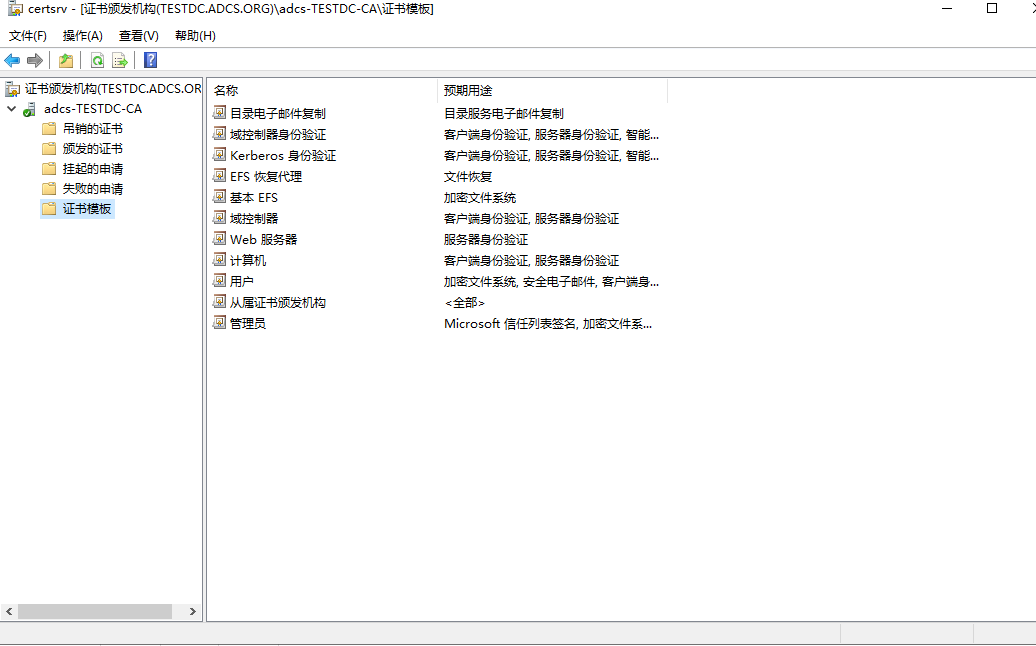 certsrv - [证书颁发机构(TESTDC.ADCS.ORG)\adcs-TESTDC-CA\证书模板]
文件(F) 操作(A) 查看(V) 帮助(H)
证书颁发机构(TESTDC.ADCS.OR
adcs-TESTDC-CA
吊销的证书
颁发的证书
挂起的申请
失败的申请
证书模板
名称 预期用途
目录电子邮件复制 目录服务电子邮件复制
域控制器身份验证 客户端身份验证, 服务器身份验证, 智能...
Kerberos 身份验证 客户端身份验证, 服务器身份验证, 智能...
EFS 恢复代理 文件恢复
基本 EFS 加密文件系统
域控制器 客户端身份验证, 服务器身份验证
Web 服务器 服务器身份验证
计算机 客户端身份验证, 服务器身份验证
用户 加密文件系统, 安全电子邮件, 客户端身...
从属证书颁发机构 <全部>
管理员 Microsoft 信任列表签名, 加密文件系...